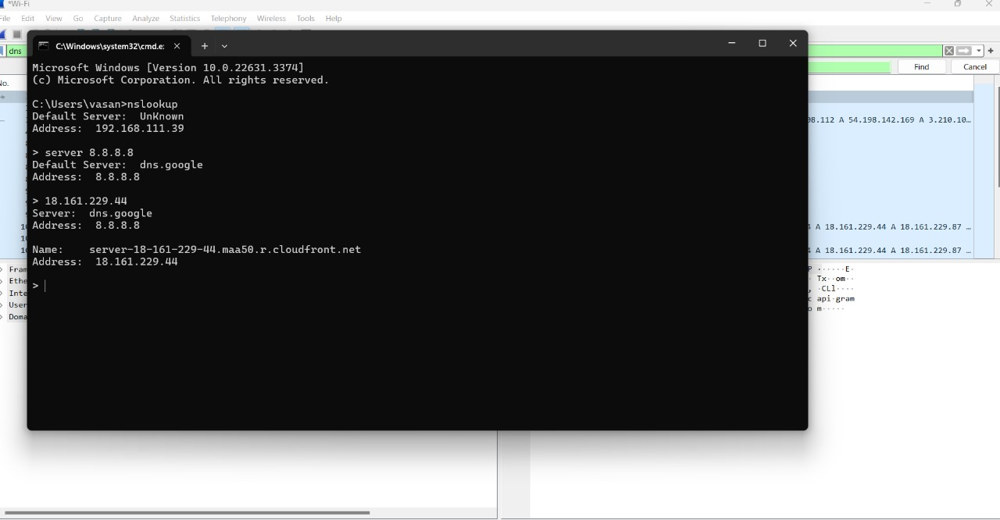 *Wi-Fi
File Edit View Go Capture Analyze Statistics Telephony Wireless Tools Help
C:\Windows\system32\cmd.e:
dns
Find Cancel
No.
Microsoft Windows [Version 10.0.22631.3374]
(c) Microsoft Corporation. All rights reserved.
C:\Users\vasan>nslookup
Default Server:  UnKnown
Address:  192.168.111.39
> server 8.8.8.8
Default Server:  dns.google
Address:  8.8.8.8
> 18.161.229.44
Server:  dns.google
Address:  8.8.8.8
Name:    server-18-161-229-44.maa50.r.cloudfront.net
Address:  18.161.229.44
>
98.112 A 54.198.142.169 A 3.210.10…
4 A 18.161.229.44 A 18.161.229.87 …
4 A 18.161.229.44 A 18.161.229.87 …
Fram
Ethe
Inte
User
Doma
P ·····E·
· Tx··om··
, ·CLl····
c api·gram
o m·····